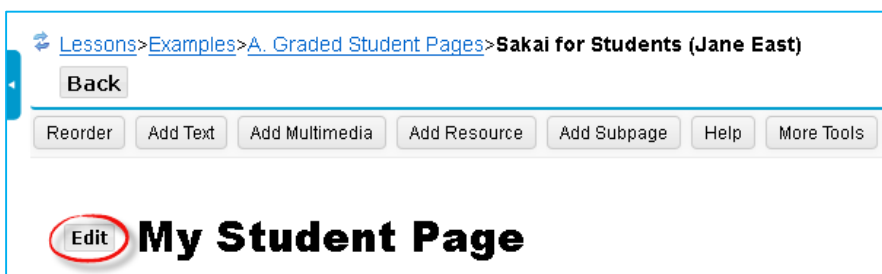 Lessons>Examples>A. Graded Student Pages>Sakai for Students (Jane East)
Back
Reorder Add Text Add Multimedia Add Resource Add Subpage Help More Tools
Edit My Student Page